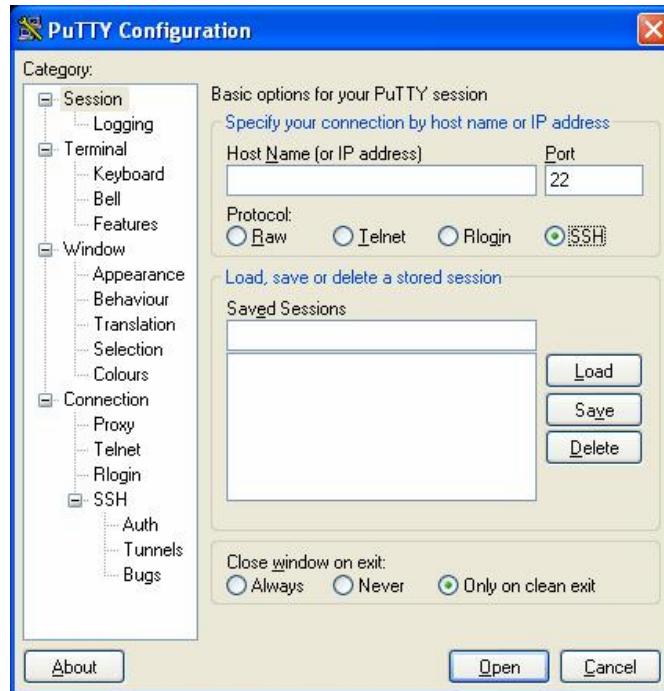 PuTTY Configuration
Category:
Session
Logging
Terminal
Keyboard
Bell
Features
Window
Appearance
Behaviour
Translation
Selection
Colours
Connection
Proxy
Telnet
Rlogin
SSH
Auth
Tunnels
Bugs
Basic options for your PuTTY session
Specify your connection by host name or IP address
Host Name (or IP address) Port
22
Protocol:
Raw Telnet Rlogin SSH
Load, save or delete a stored session
Saved Sessions
Load
Save
Delete
Close window on exit:
Always Never Only on clean exit
About Open Cancel